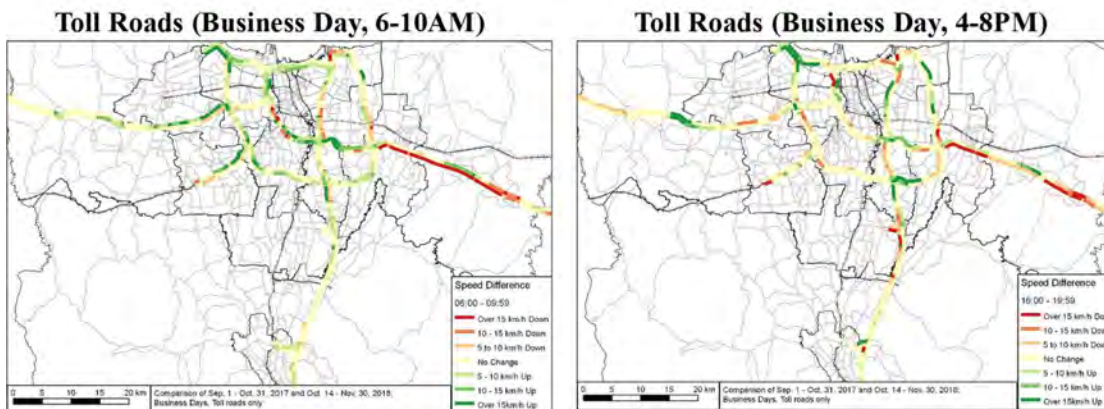 Toll Roads (Business Day, 6-10AM)
Speed Difference
06:00 - 09:59
Over 15 km/h Down
10 - 15 km/h Down
5 to 10 km/h Down
No Change
5 - 10 km/h Up
10 - 15 km/h Up
Over 15km/h Up
0 5 10 20 km
Comparison of Sep. 1 - Oct. 31, 2017 and Oct. 14 - Nov. 30, 2018;
Business Days, Toll roads only
Toll Roads (Business Day, 4-8PM)
Speed Difference
16:00 - 19:59
Over 15 km/h Down
10 - 15 km/h Down
5 to 10 km/h Down
No Change
5 - 10 km/h Up
10 - 15 km/h Up
Over 15km/h Up
0 5 10 20 km
Comparison of Sep. 1 - Oct. 31, 2017 and Oct. 14 - Nov. 30, 2018;
Business Days, Toll roads only